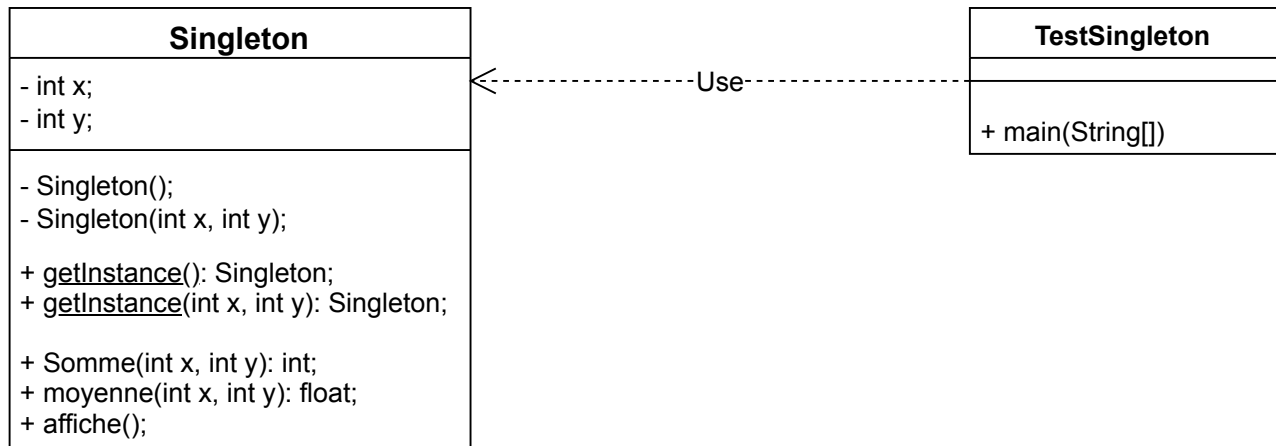 Singleton
- int x;
- int y;
- Singleton();
- Singleton(int x, int y);
+ getInstance(): Singleton;
+ getInstance(int x, int y): Singleton;
+ Somme(int x, int y): int;
+ moyenne(int x, int y): float;
+ affiche();
Use
TestSingleton
+ main(String[])